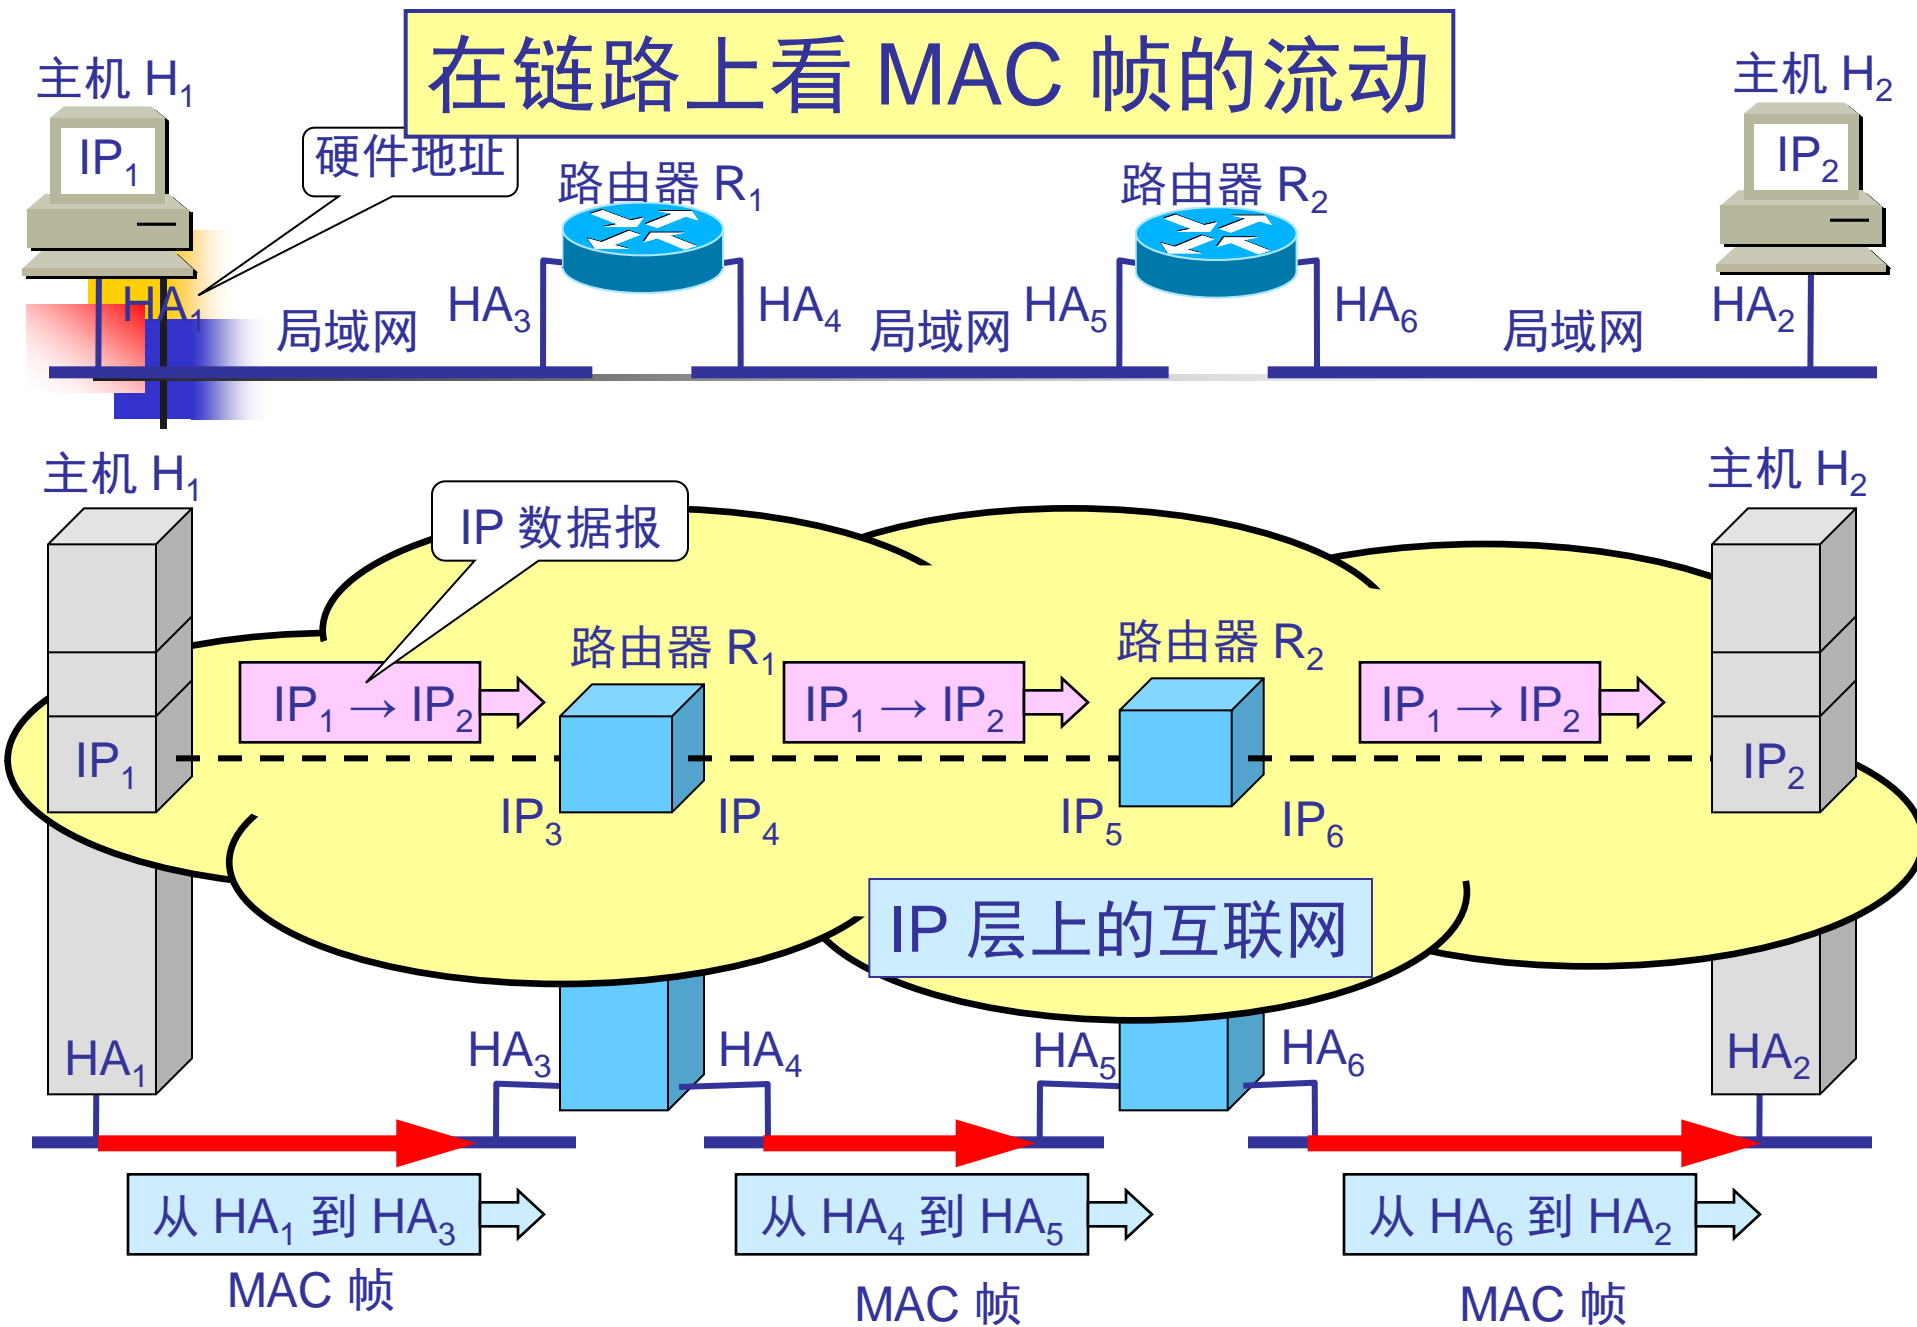 在链路上看 MAC 帧的流动
主机 H1
主机 H2
IP1
硬件地址
路由器 R1
路由器 R2
IP2
HA1
局域网
HA3
HA4
局域网
HA5
HA6
局域网
HA2
主机 H1
主机 H2
IP 数据报
路由器 R1
路由器 R2
IP1 → IP2
IP1 → IP2
IP1 → IP2
IP1
IP2
IP3
IP4
IP5
IP6
IP 层上的互联网
HA1
HA3
HA4
HA5
HA6
HA2
从 HA1 到 HA3
从 HA4 到 HA5
从 HA6 到 HA2
MAC 帧
MAC 帧
MAC 帧